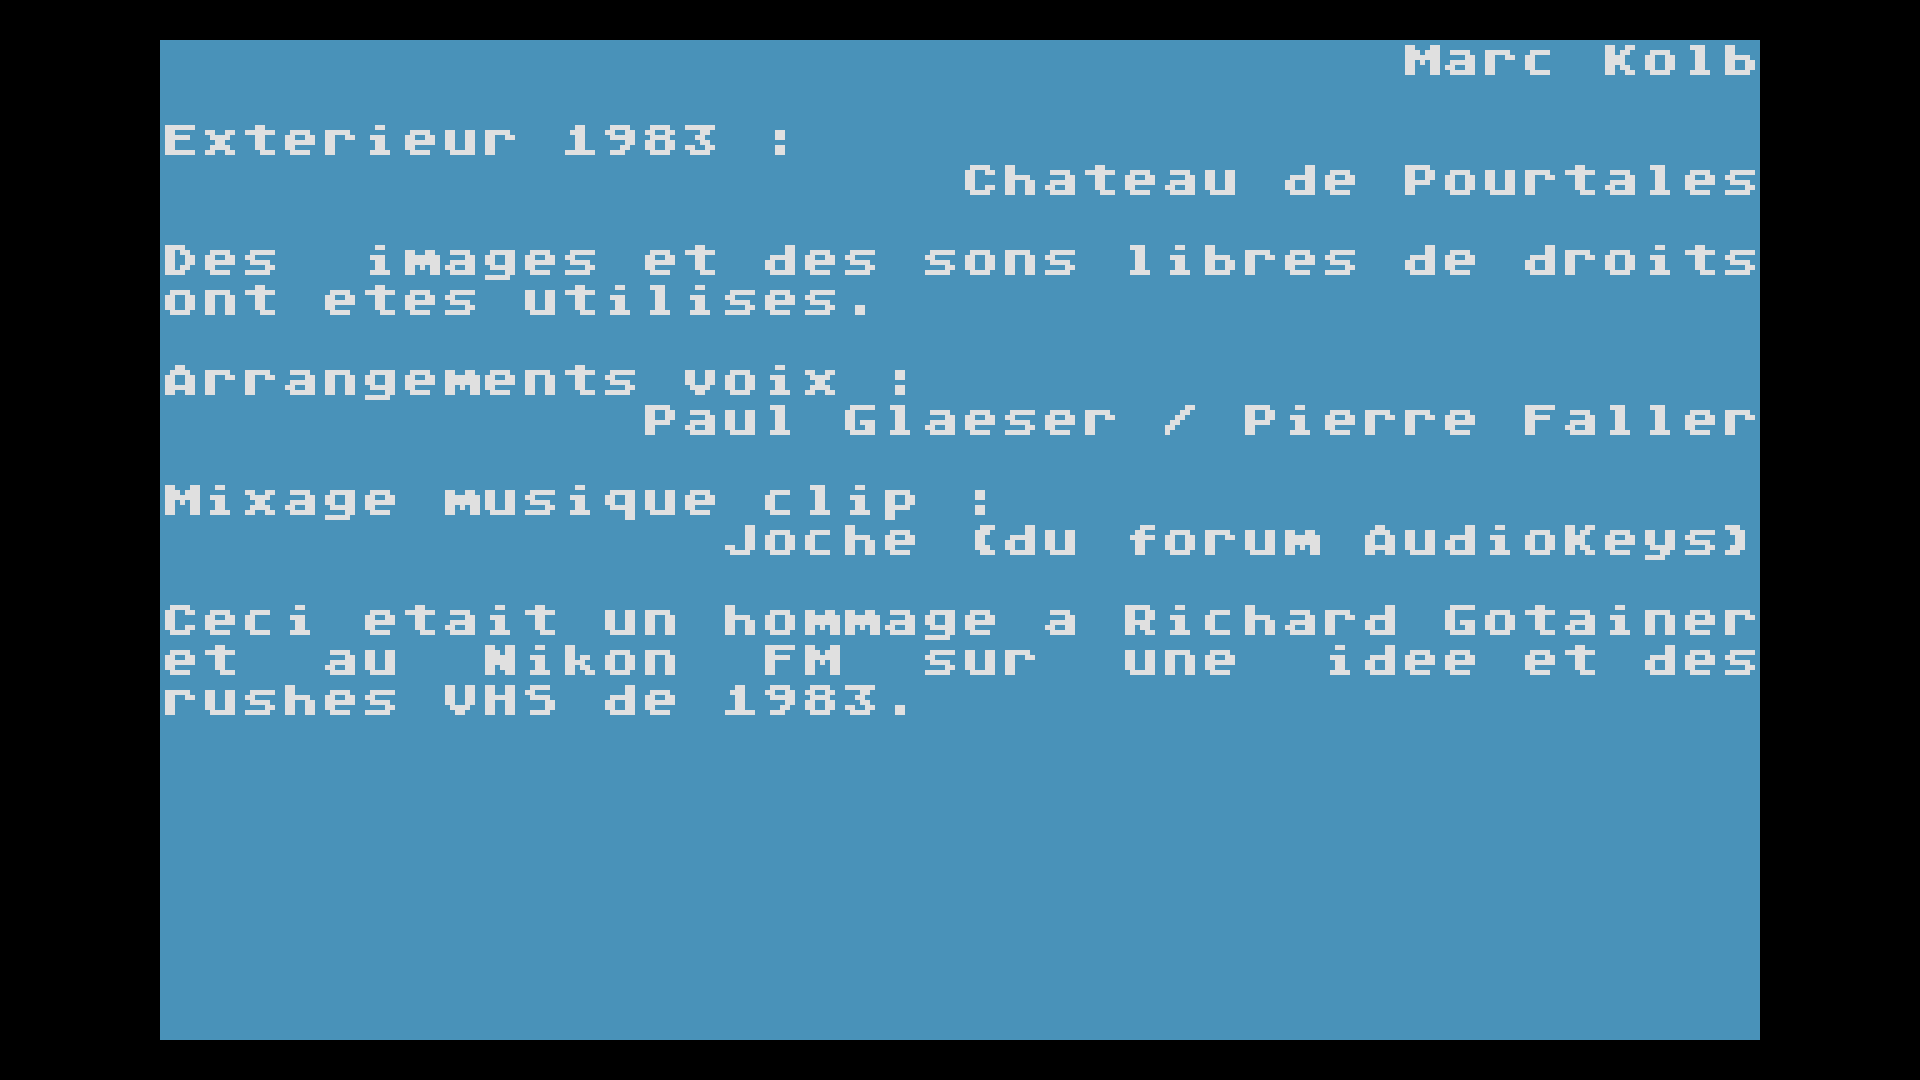 Marc Kolb
Exterieur 1983 :
Chateau de Pourtales
Des images et des sons libres de droits
ont etes utilises.
Arrangements voix :
Paul Glaeser / Pierre Faller
Mixage musique clip :
Joche (du forum AudioKeys)
Ceci etait un hommage a Richard Gotainer
et au Nikon FM sur une idee et des
rushes VHS de 1983.